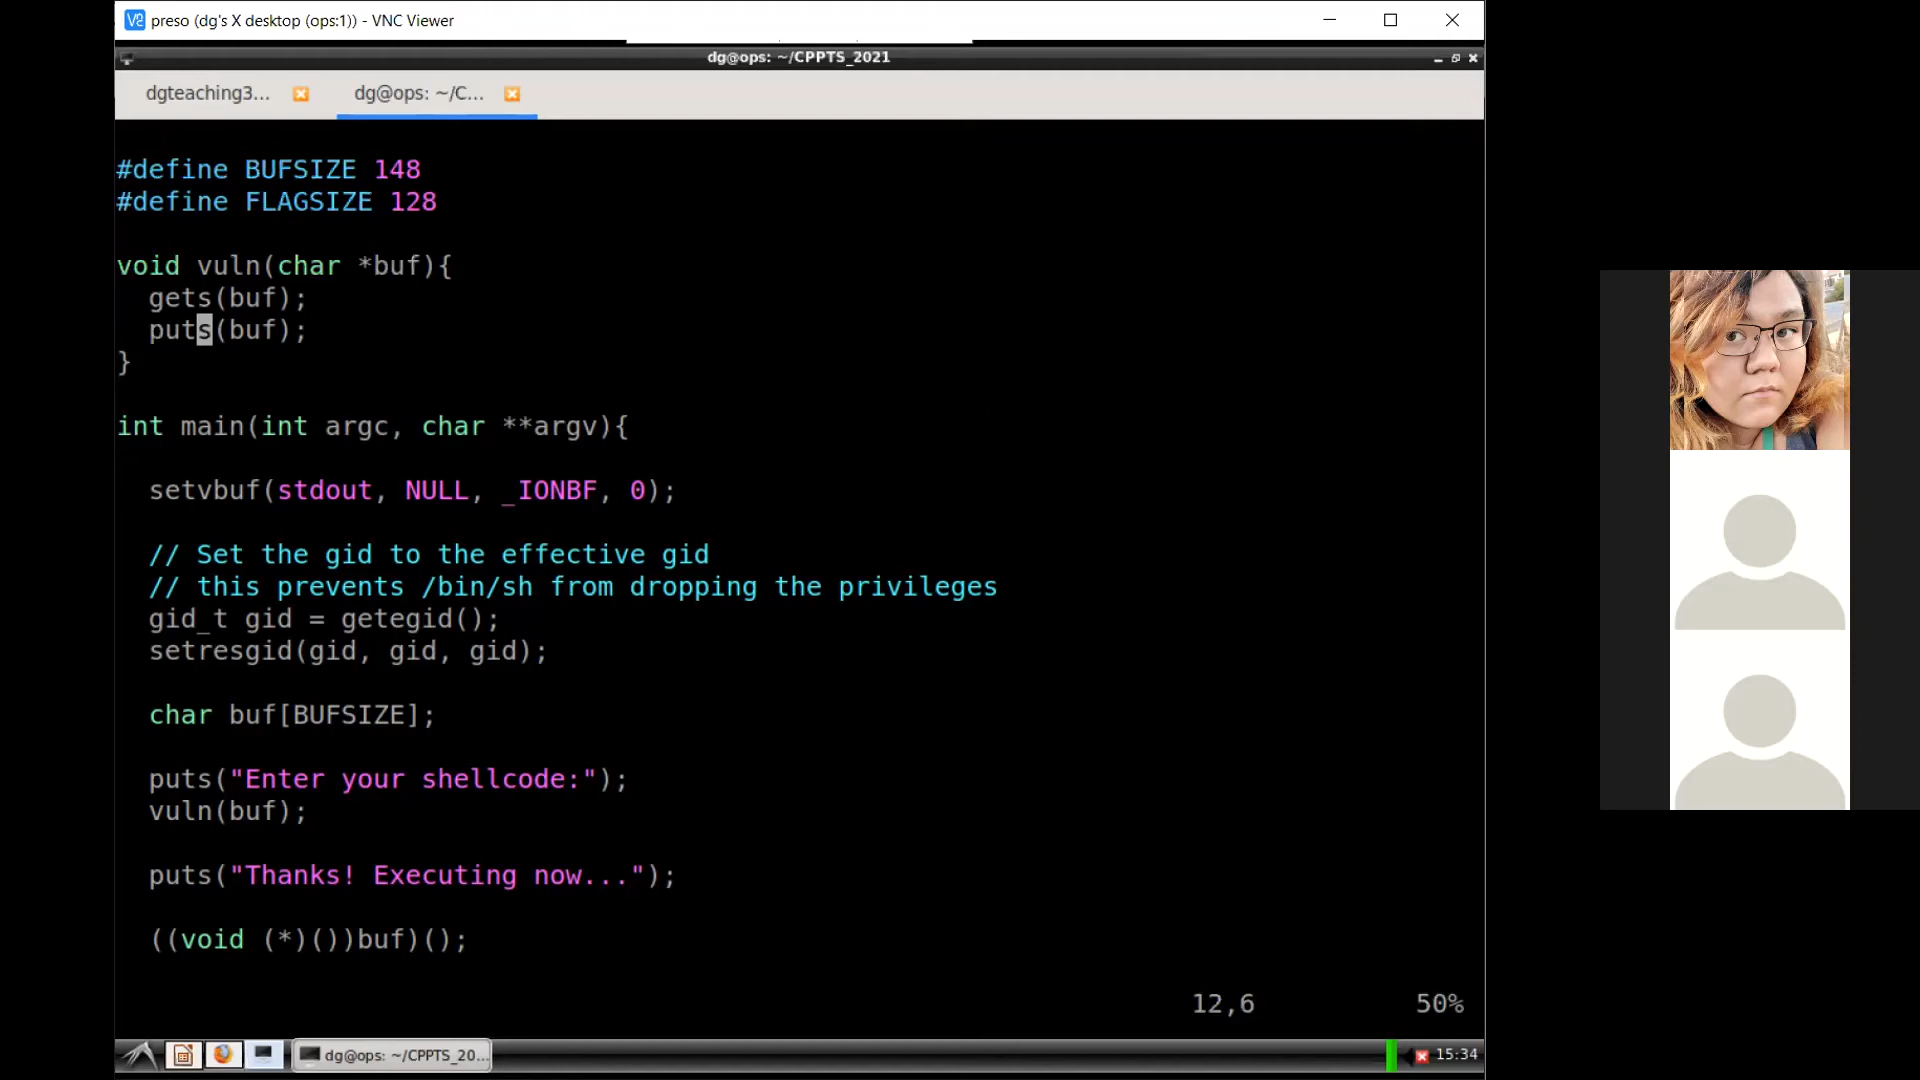 preso (dg's X desktop (ops:1)) - VNC Viewer
dg@ops: ~/CPPTS_2021
dgteaching3...
dg@ops: ~/C...
#define BUFSIZE 148
#define FLAGSIZE 128
void vuln(char *buf){
  gets(buf);
  puts(buf);
}
int main(int argc, char **argv){
  setvbuf(stdout, NULL, _IONBF, 0);
  // Set the gid to the effective gid
  // this prevents /bin/sh from dropping the privileges
  gid_t gid = getegid();
  setresgid(gid, gid, gid);
  char buf[BUFSIZE];
  puts("Enter your shellcode:");
  vuln(buf);
  puts("Thanks! Executing now...");
  ((void (*)())buf)();
12,6 50%
dg@ops: ~/CPPTS_20...
15:34